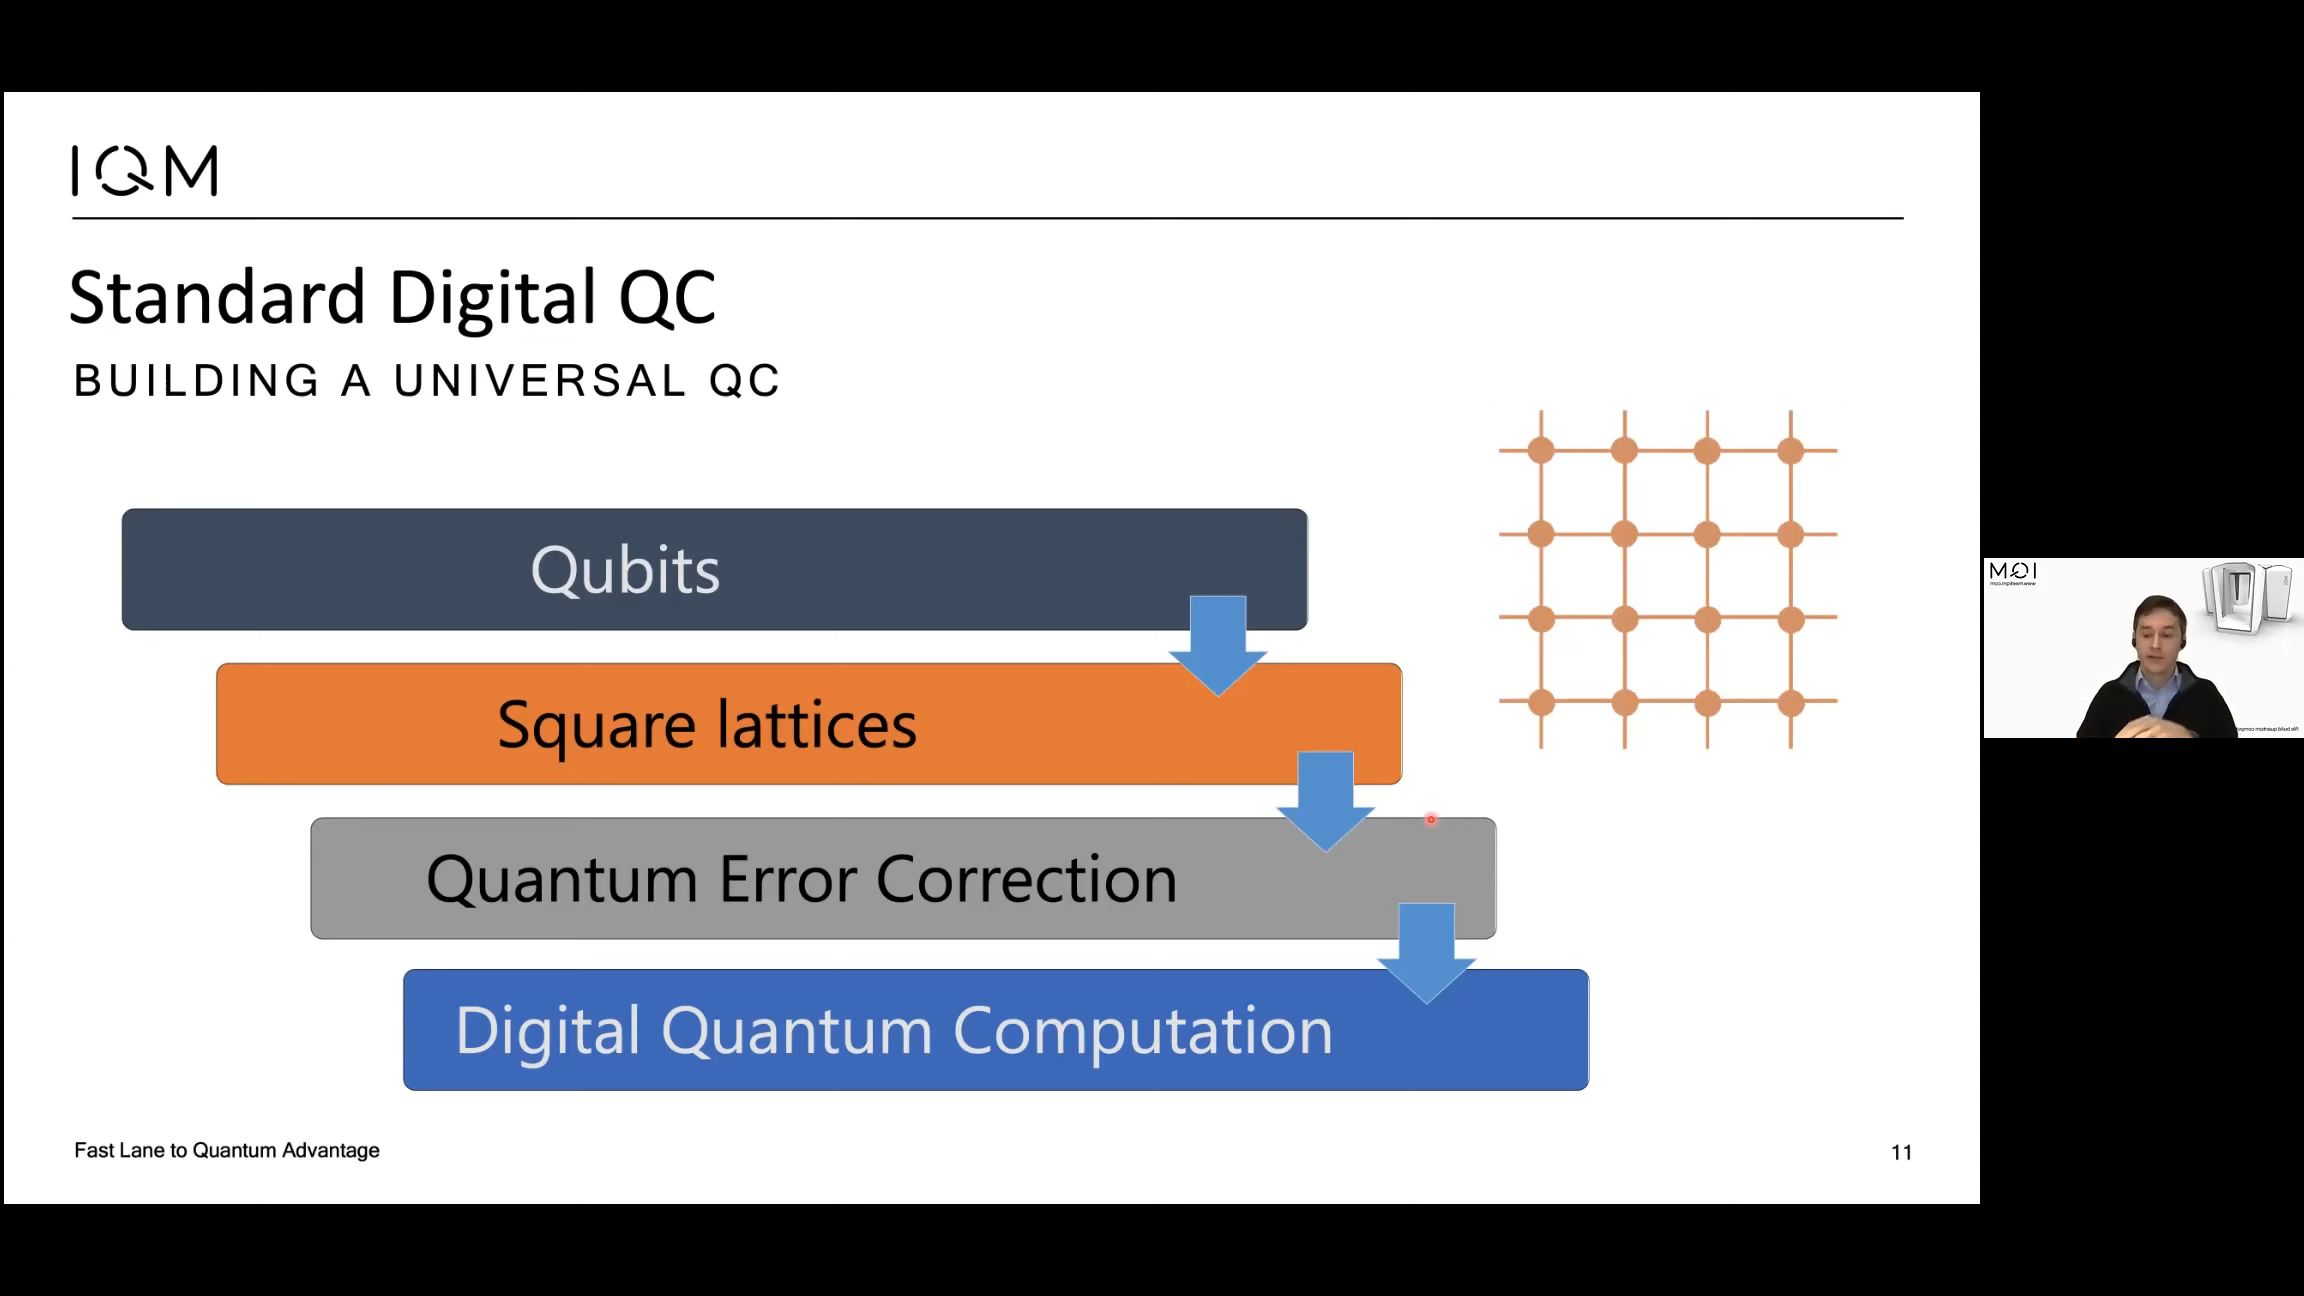 IQM
Standard Digital QC
BUILDING A UNIVERSAL QC
Qubits
Square lattices
Quantum Error Correction
Digital Quantum Computation
Fast Lane to Quantum Advantage
11
IQM